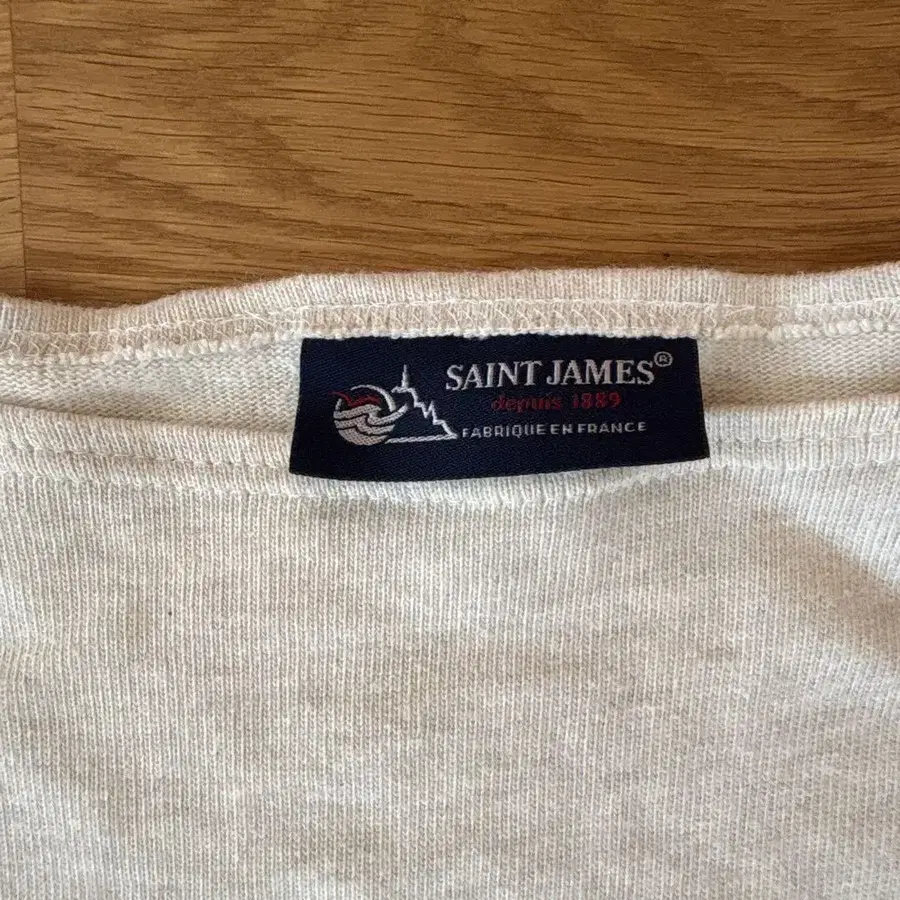 SAINT JAMES®
depuis 1889
FABRIQUE EN FRANCE